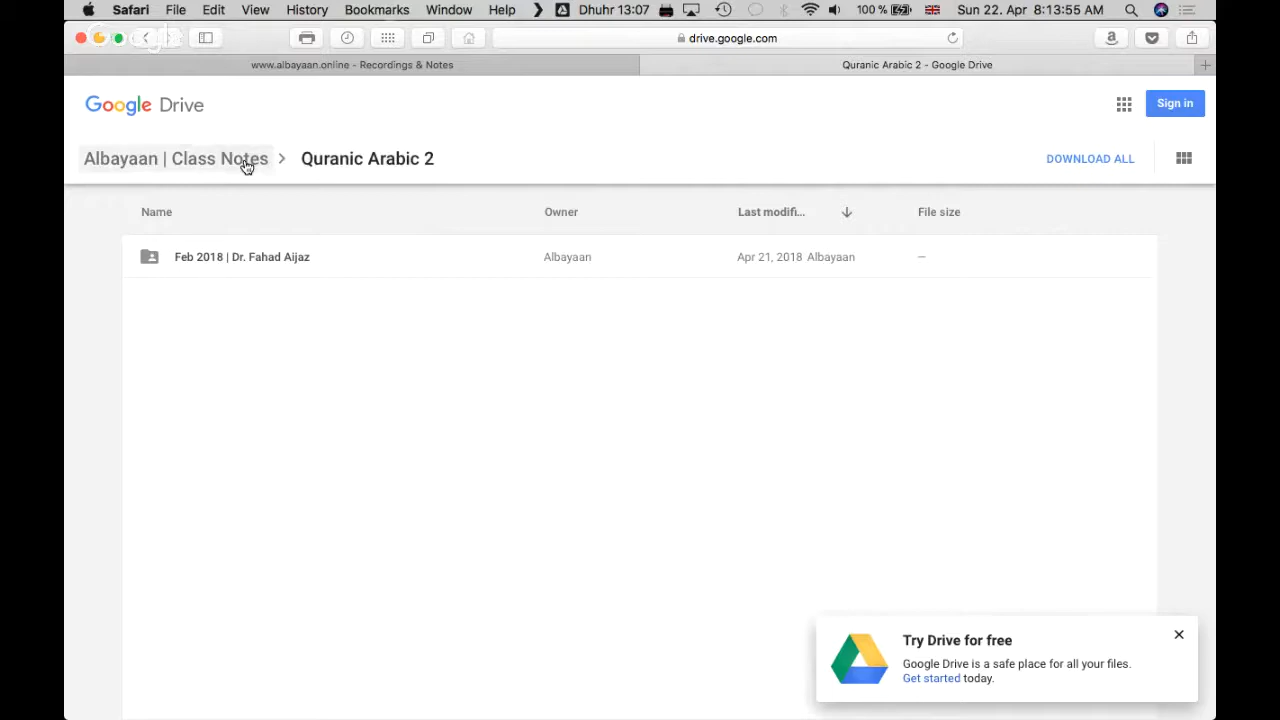 Safari File Edit View History Bookmarks Window Help Dhuhr 13:07 100% Sun 22. Apr 8:13:55 AM
Google
drive.google.com
www.albayaan.online - Recordings & Notes
Quranic Arabic 2 - Google Drive
Google Drive
Sign in
Albayaan | Class Notes > Quranic Arabic 2
DOWNLOAD ALL
Name Owner Last modifi... File size
Feb 2018 | Dr. Fahad Aijaz Albayaan Apr 21, 2018 Albayaan —
Try Drive for free
Google Drive is a safe place for all your files.
Get started today.